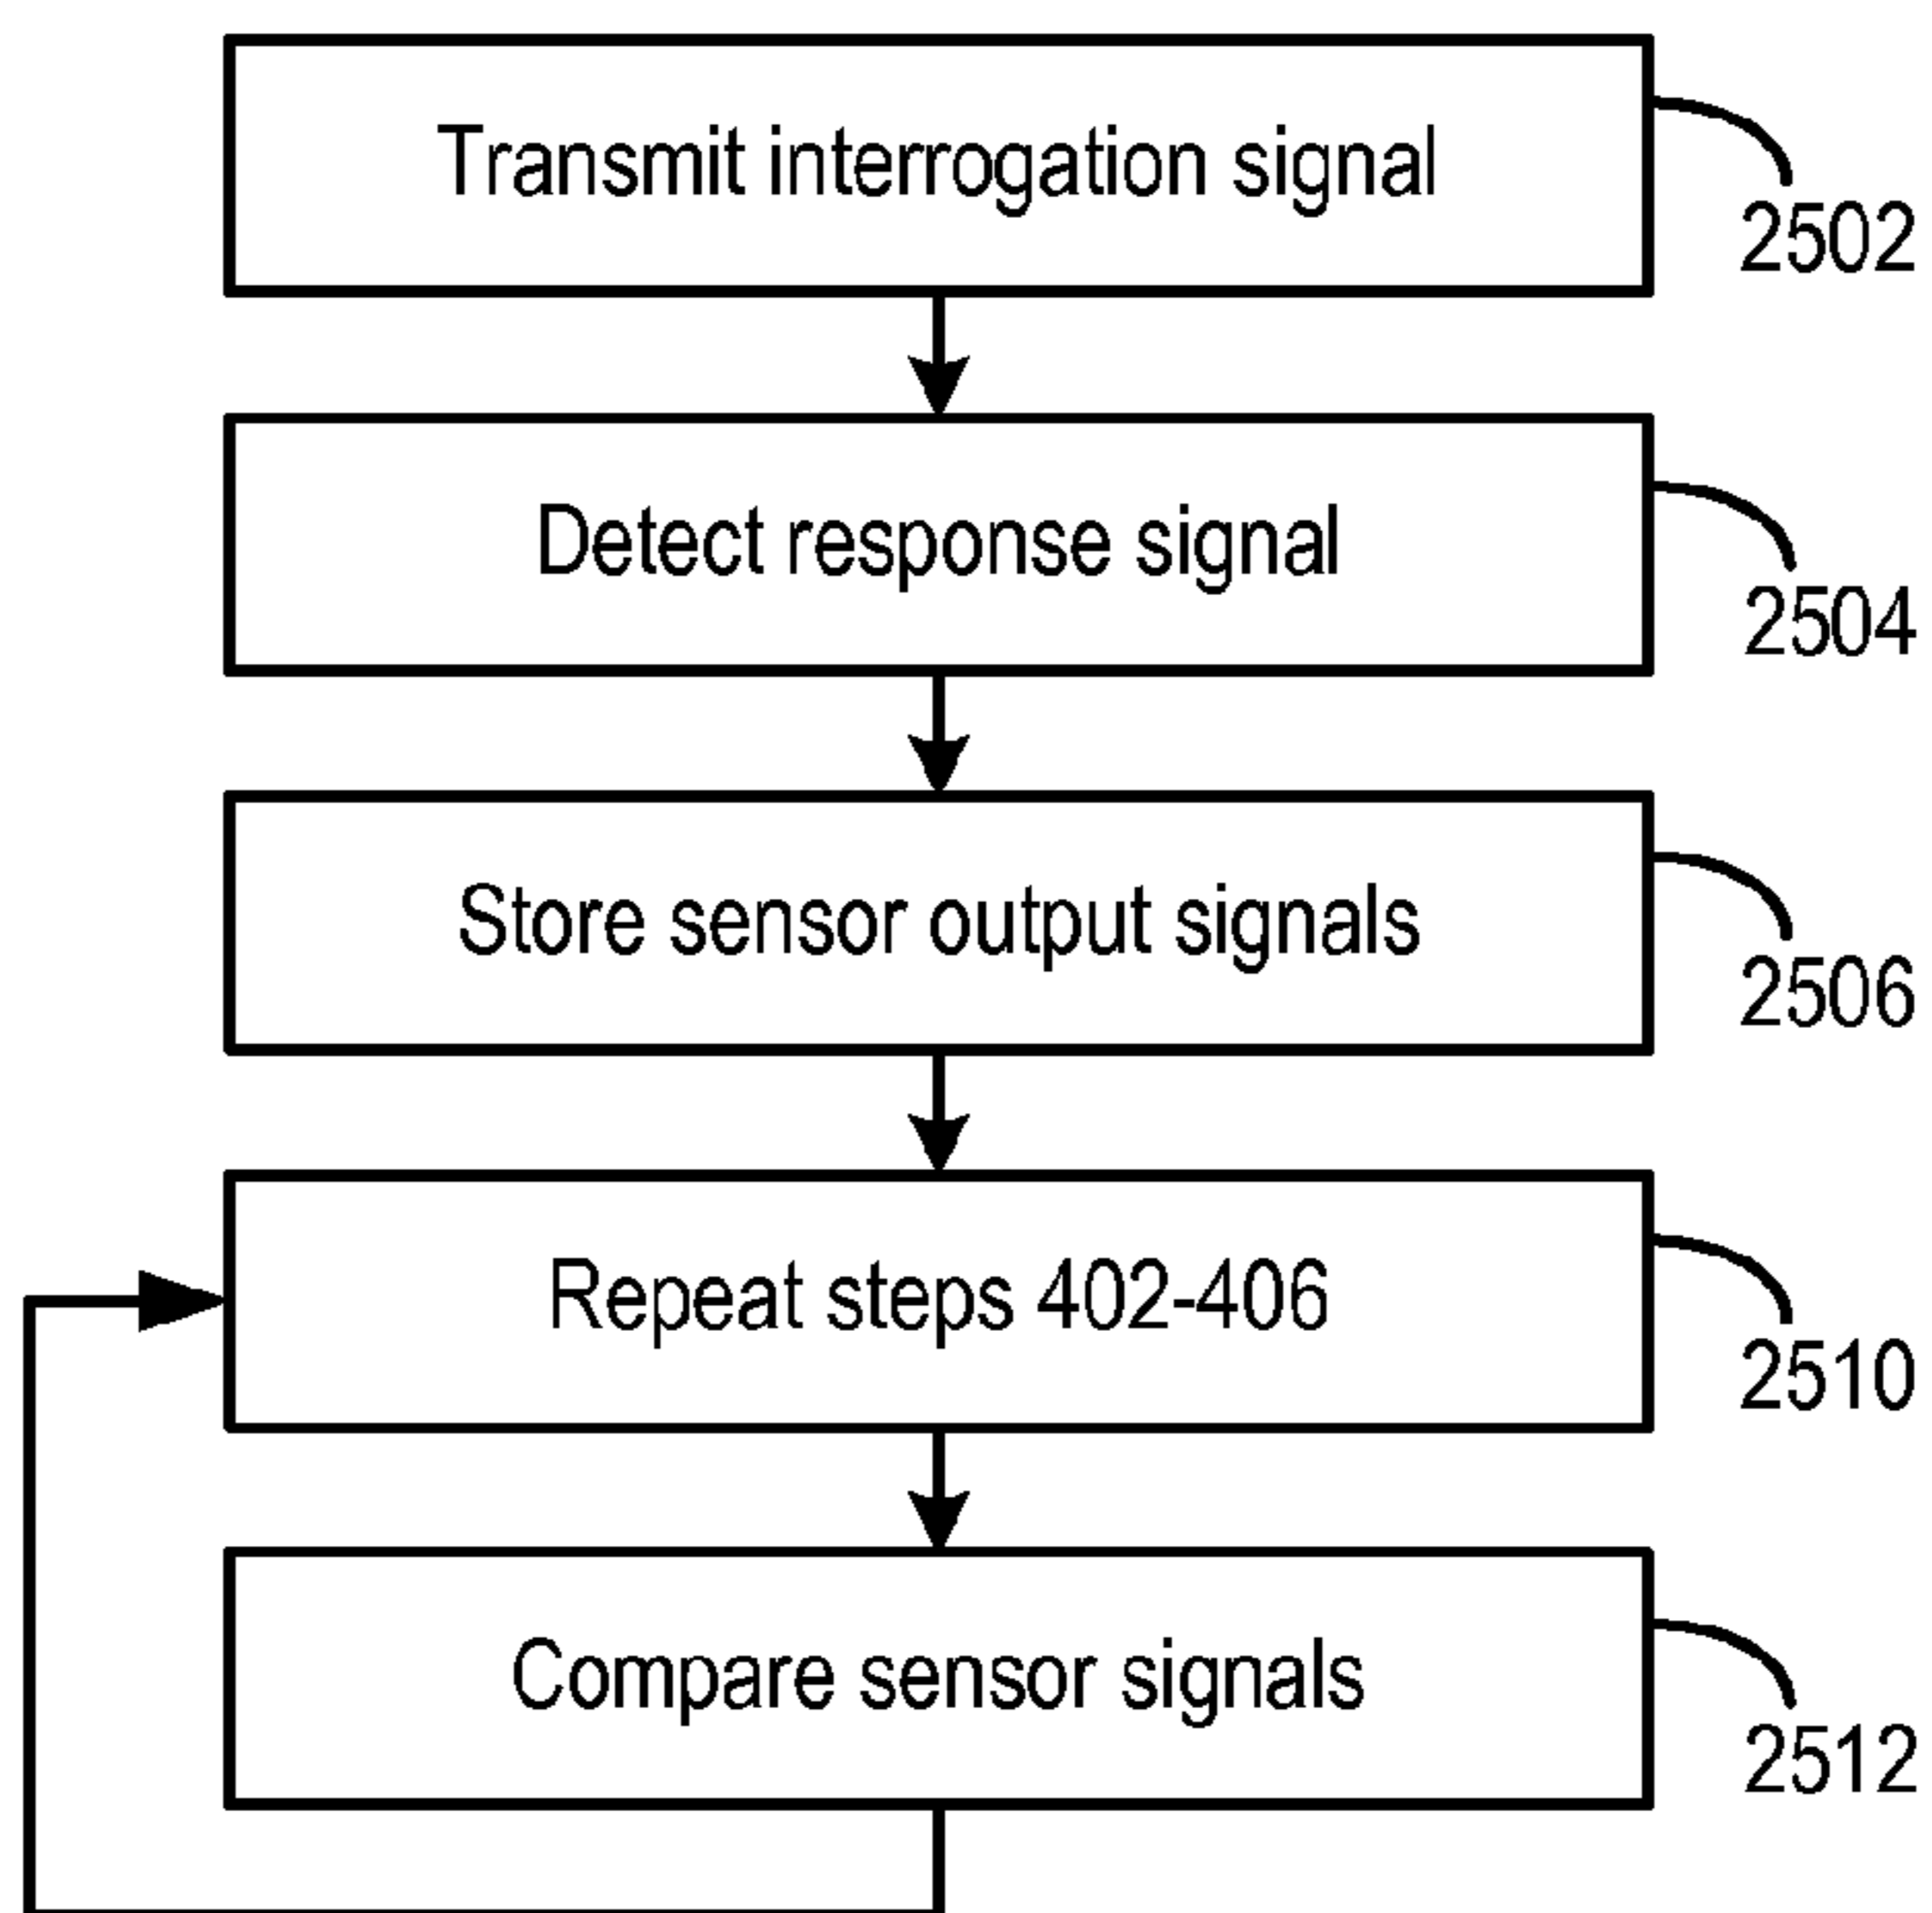 Transmit interrogation signal
2502
Detect response signal
2504
Store sensor output signals
2506
Repeat steps 402-406
2510
Compare sensor signals
2512